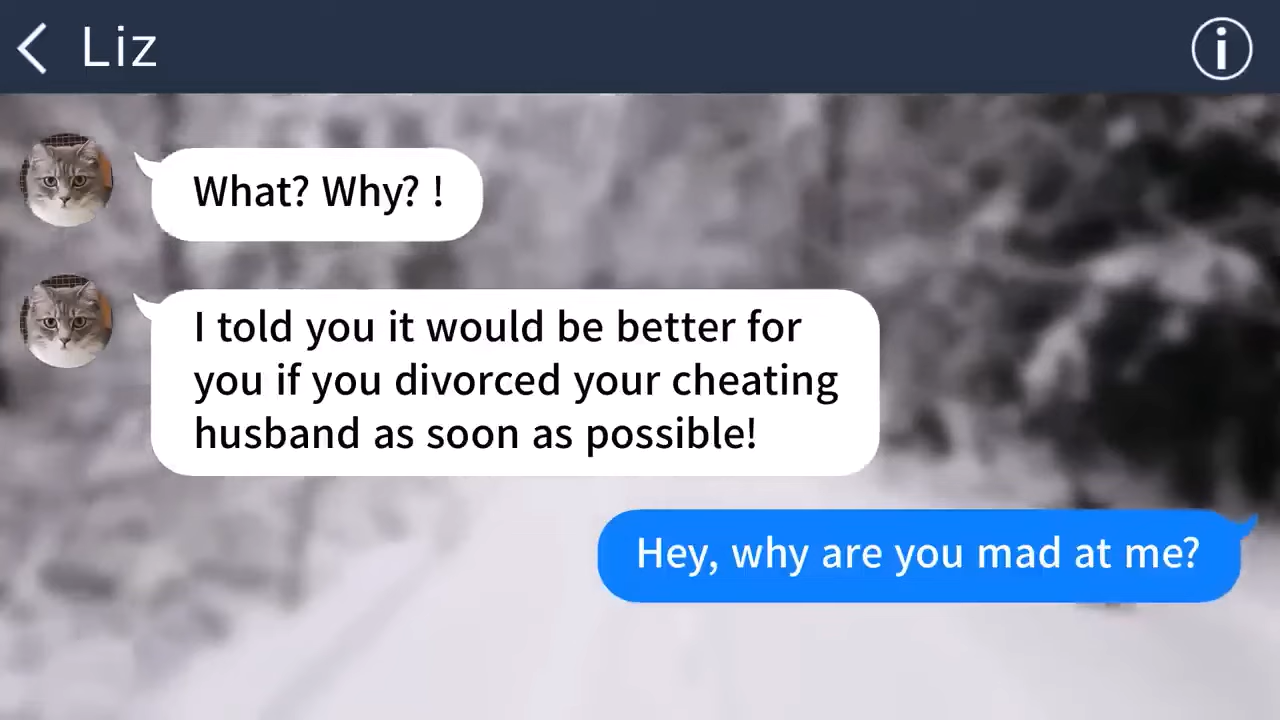 Liz
What? Why? !
I told you it would be better for
you if you divorced your cheating
husband as soon as possible!
Hey, why are you mad at me?